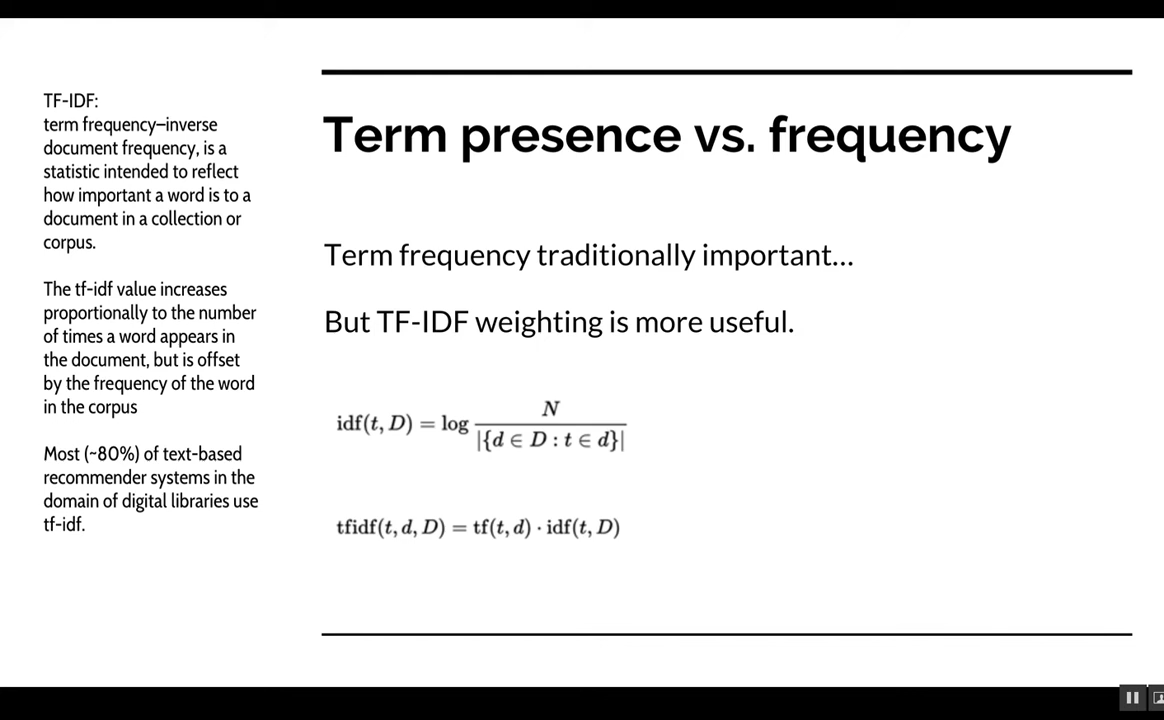 TF-IDF:
term frequency–inverse
document frequency, is a
statistic intended to reflect
how important a word is to a
document in a collection or
corpus.
The tf-idf value increases
proportionally to the number
of times a word appears in
the document, but is offset
by the frequency of the word
in the corpus
Most (~80%) of text-based
recommender systems in the
domain of digital libraries use
tf-idf.
Term presence vs. frequency
Term frequency traditionally important...
But TF-IDF weighting is more useful.
idf(t, D) = log N / |{d ∈ D : t ∈ d}|
tfidf(t, d, D) = tf(t, d) · idf(t, D)